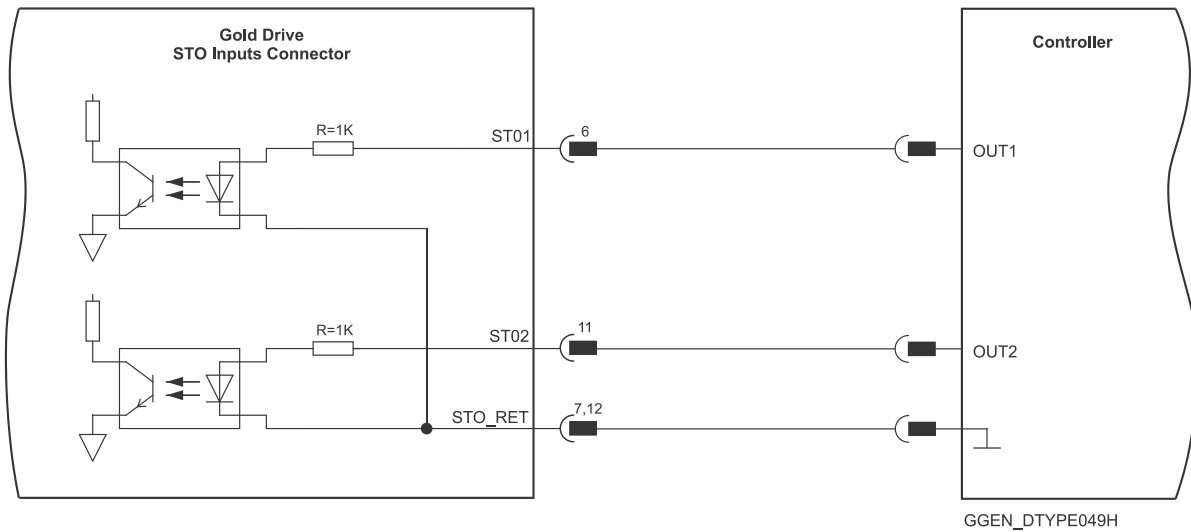 Gold Drive
STO Inputs Connector
Controller
R=1K
ST01
6
OUT1
R=1K
ST02
11
OUT2
STO_RET
7,12
GGEN_DTYPE049H